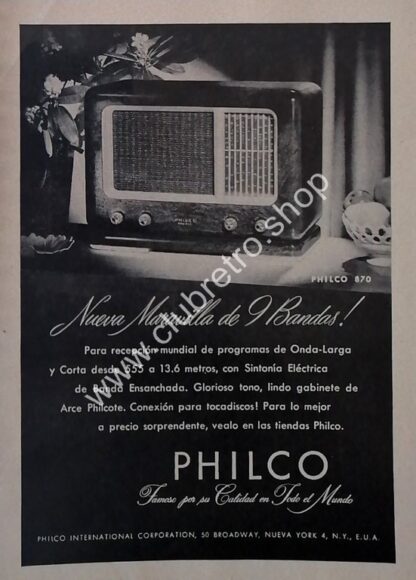 PHILCO
PHILCO 870
Nueva Maravilla de 9 Bandas!
Para recepción mundial de programas de Onda-Larga
y Corta desde 555 a 13.6 metros, con Sintonía Eléctrica
de Banda Ensanchada. Glorioso tono, lindo gabinete de
Arce Philcote. Conexión para tocadiscos! Para lo mejor
a precio sorprendente, vealo en las tiendas Philco.
PHILCO
Famoso por su Calidad en Todo el Mundo
PHILCO INTERNATIONAL CORPORATION, 50 BROADWAY, NUEVA YORK 4, N.Y., E.U.A.
www.clubretro.shop